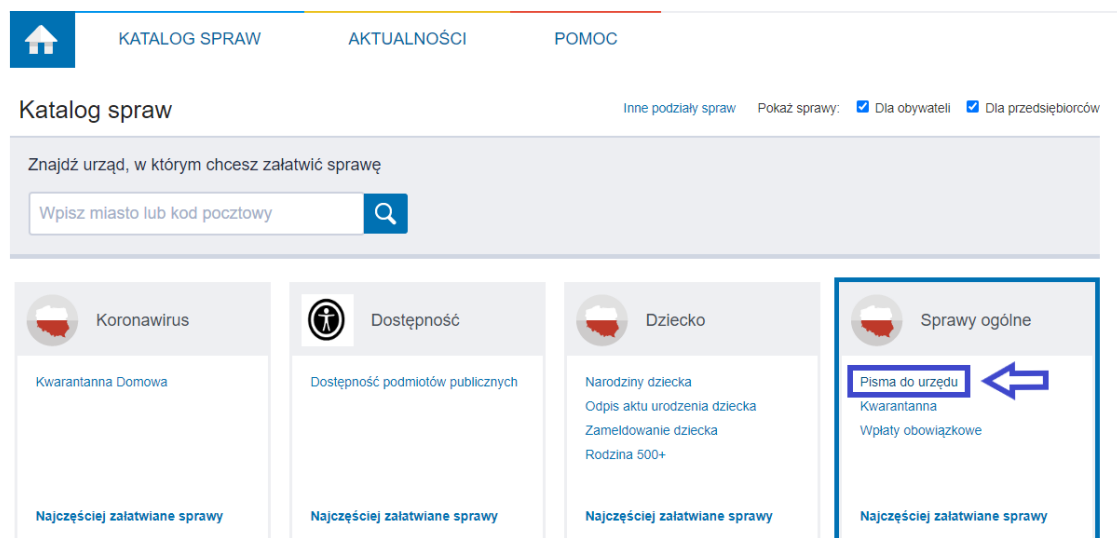 KATALOG SPRAW AKTUALNOŚCI POMOC
Katalog spraw Inne podziały spraw Pokaż sprawy: Dla obywateli Dla przedsiębiorców
Znajdź urząd, w którym chcesz załatwić sprawę
Wpisz miasto lub kod pocztowy
Koronawirus
Kwarantanna Domowa
Najczęściej załatwiane sprawy
Dostępność
Dostępność podmiotów publicznych
Najczęściej załatwiane sprawy
Dziecko
Narodziny dziecka
Odpis aktu urodzenia dziecka
Zameldowanie dziecka
Rodzina 500+
Najczęściej załatwiane sprawy
Sprawy ogólne
Pisma do urzędu
Kwarantanna
Wpłaty obowiązkowe
Najczęściej załatwiane sprawy